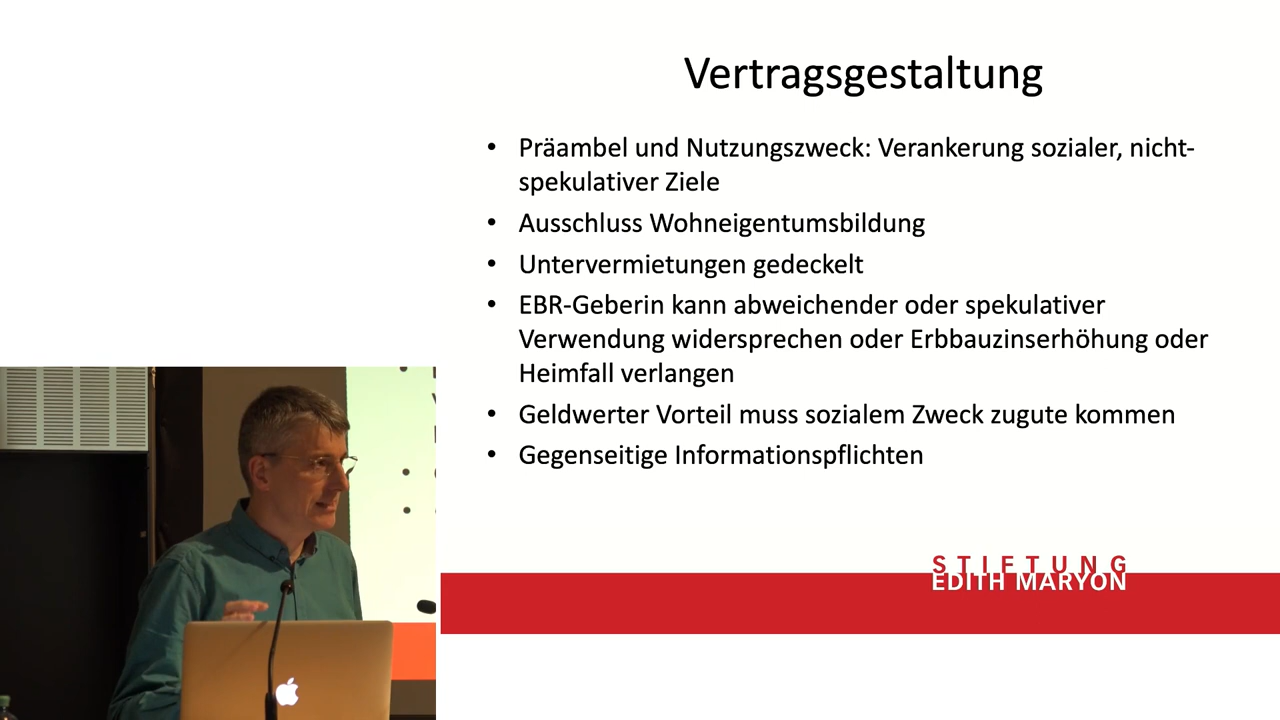 Vertragsgestaltung
• Präambel und Nutzungszweck: Verankerung sozialer, nicht-
spekulativer Ziele
• Ausschluss Wohneigentumsbildung
• Untervermietungen gedeckelt
• EBR-Geberin kann abweichender oder spekulativer
Verwendung widersprechen oder Erbbauzinserhöhung oder
Heimfall verlangen
• Geldwerter Vorteil muss sozialem Zweck zugute kommen
• Gegenseitige Informationspflichten
STIFTUNG
EDITH MARYON